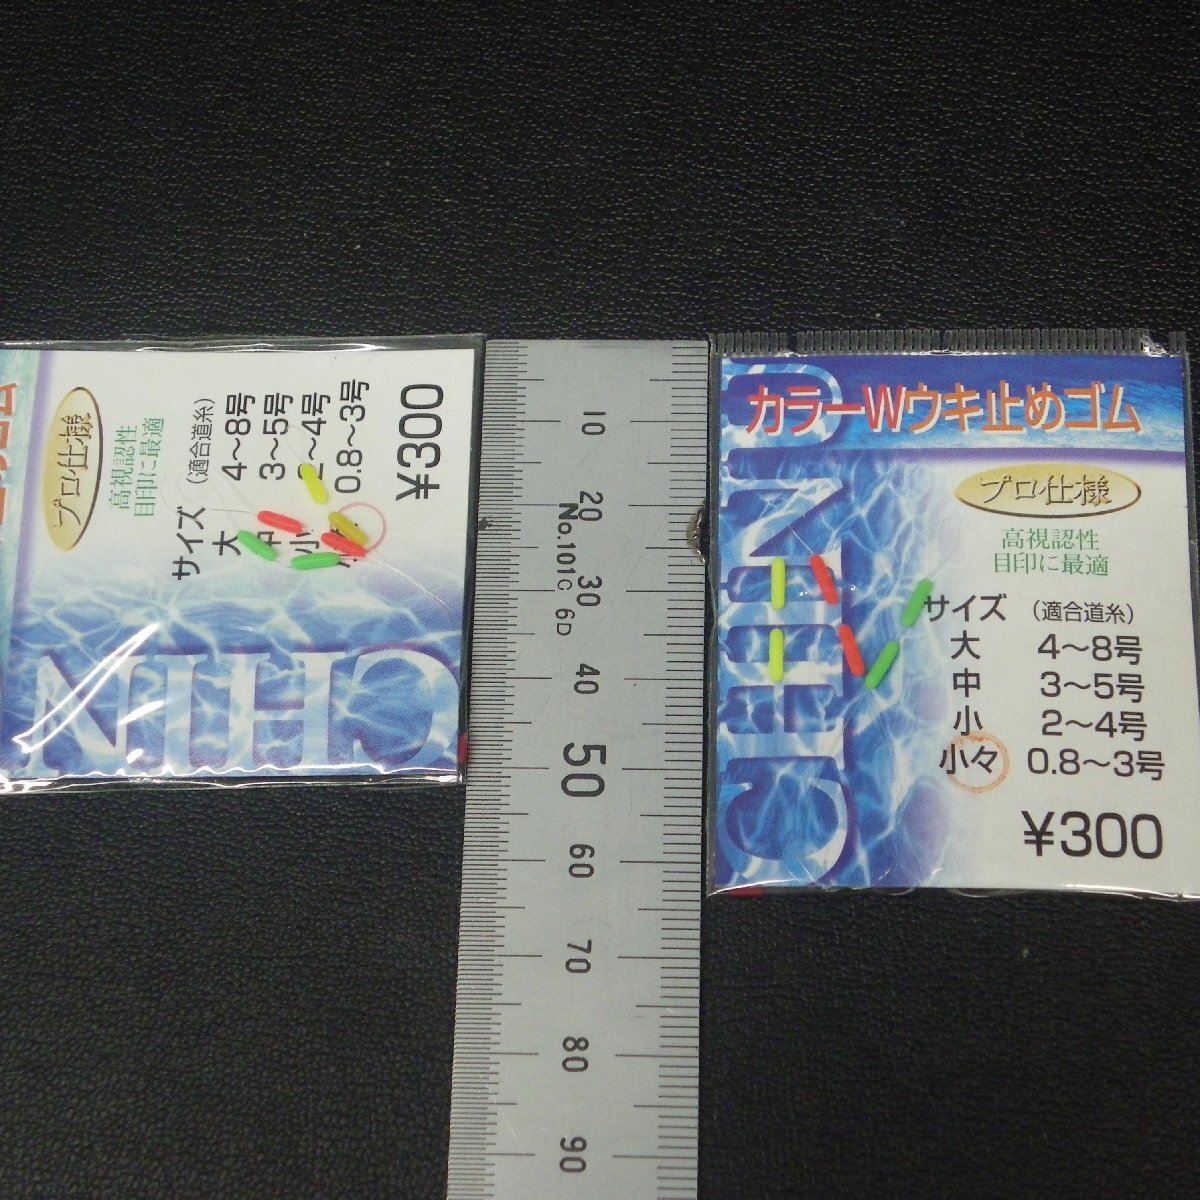 プロ仕様
高視認性
目印に最適
サイズ (適合道糸)
大 4〜8号
中 3〜5号
小 2〜4号
0.8〜3号
¥300
CHIN
10
20
30
40
50
60
70
80
90
No.101C 6D
カラーWウキ止めゴム
プロ仕様
高視認性
目印に最適
サイズ (適合道糸)
大 4〜8号
中 3〜5号
小 2〜4号
小々 0.8〜3号
¥300